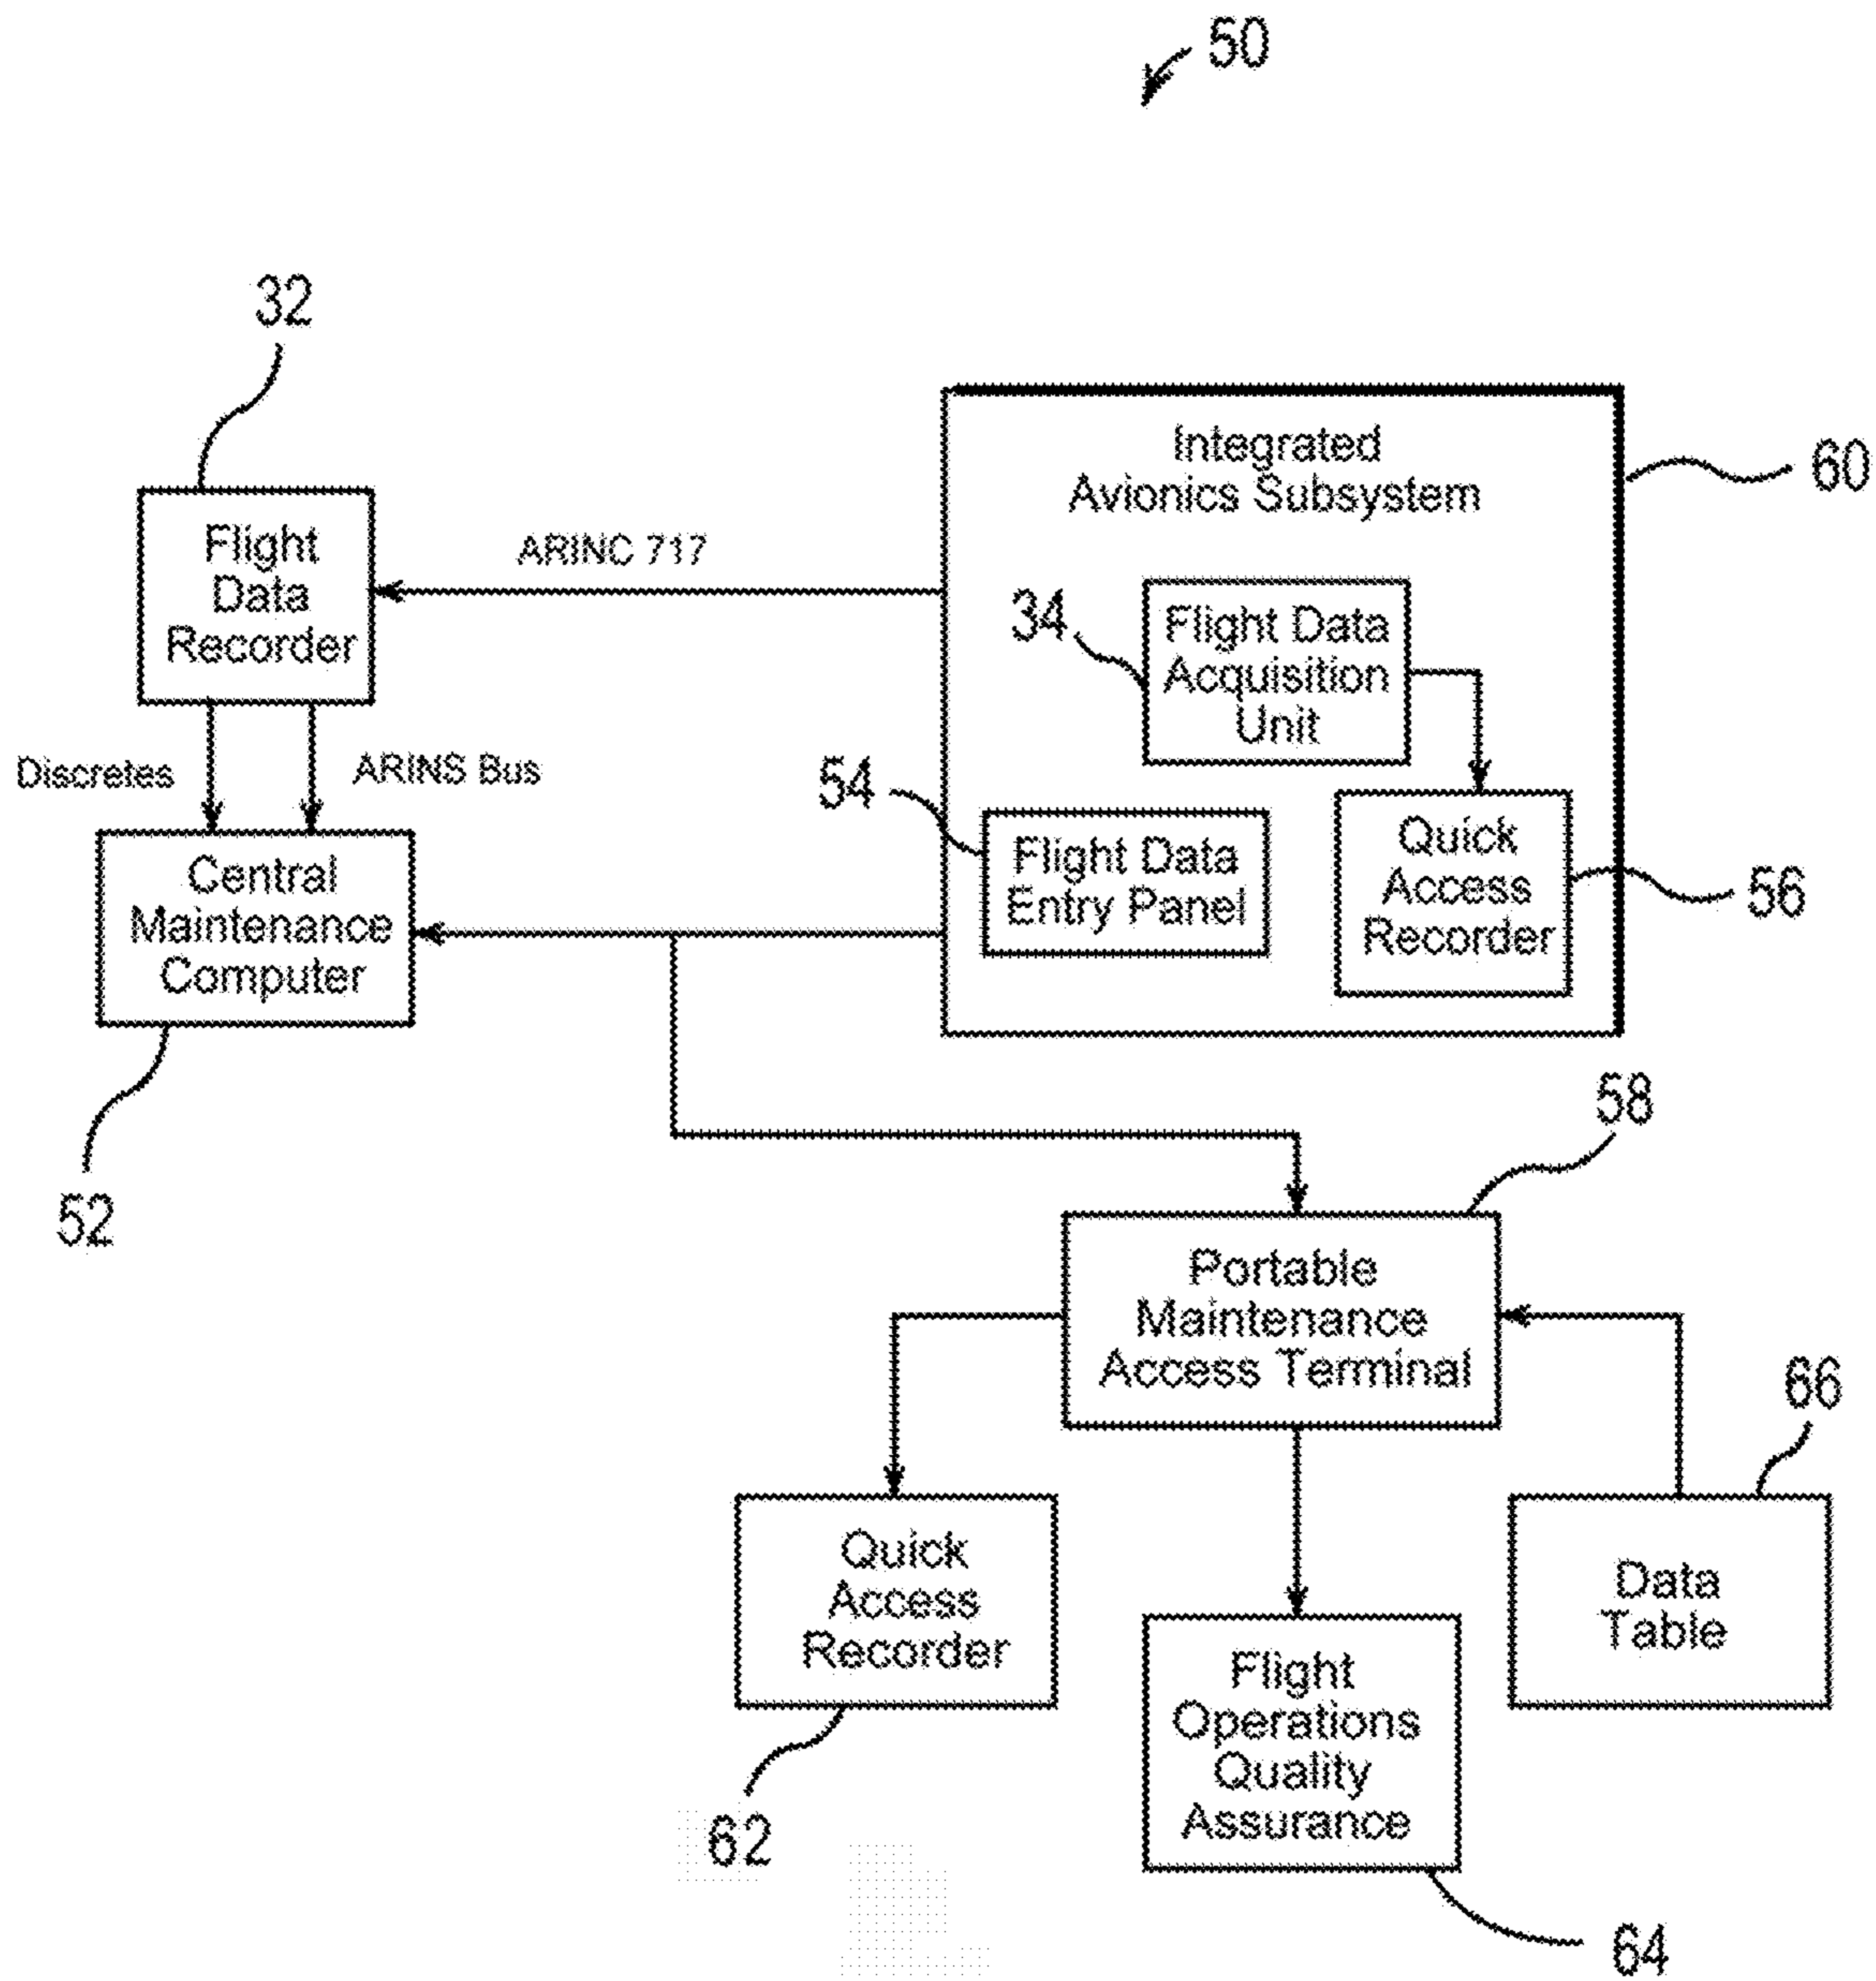 50
32
Flight
Data
Recorder
ARINC 717
Integrated
Avionics Subsystem
60
34
Flight Data
Acquisition
Unit
Discretes
ARINS Bus
54
Flight Data
Entry Panel
Quick
Access
Recorder
56
Central
Maintenance
Computer
52
58
Portable
Maintenance
Access Terminal
66
Quick
Access
Recorder
62
Flight
Operations
Quality
Assurance
64
Data
Table